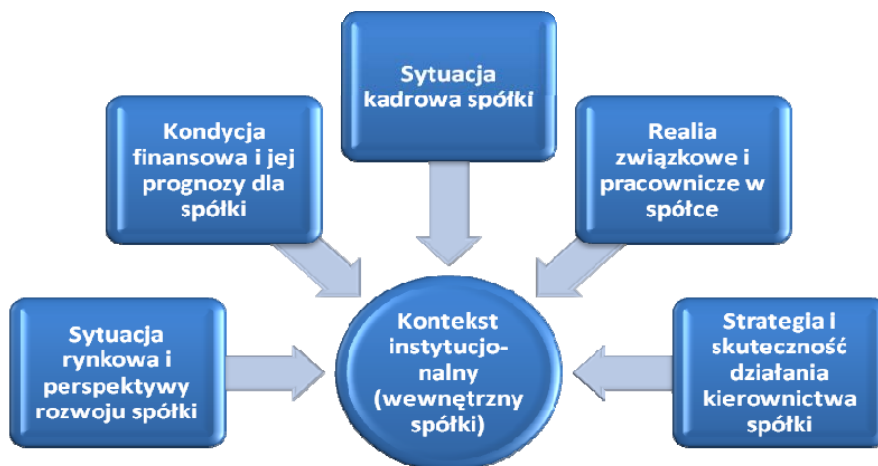 Sytuacja
kadrowa spółki
Kondycja
finansowa i jej
prognozy dla
spółki
Realia
związkowe i
pracownicze w
spółce
Sytuacja
rynkowa i
perspektywy
rozwoju spółki
Kontekst
instytucjo-
nalny
(wewnętrzny
spółki)
Strategia i
skuteczność
działania
kierownictwa
spółki